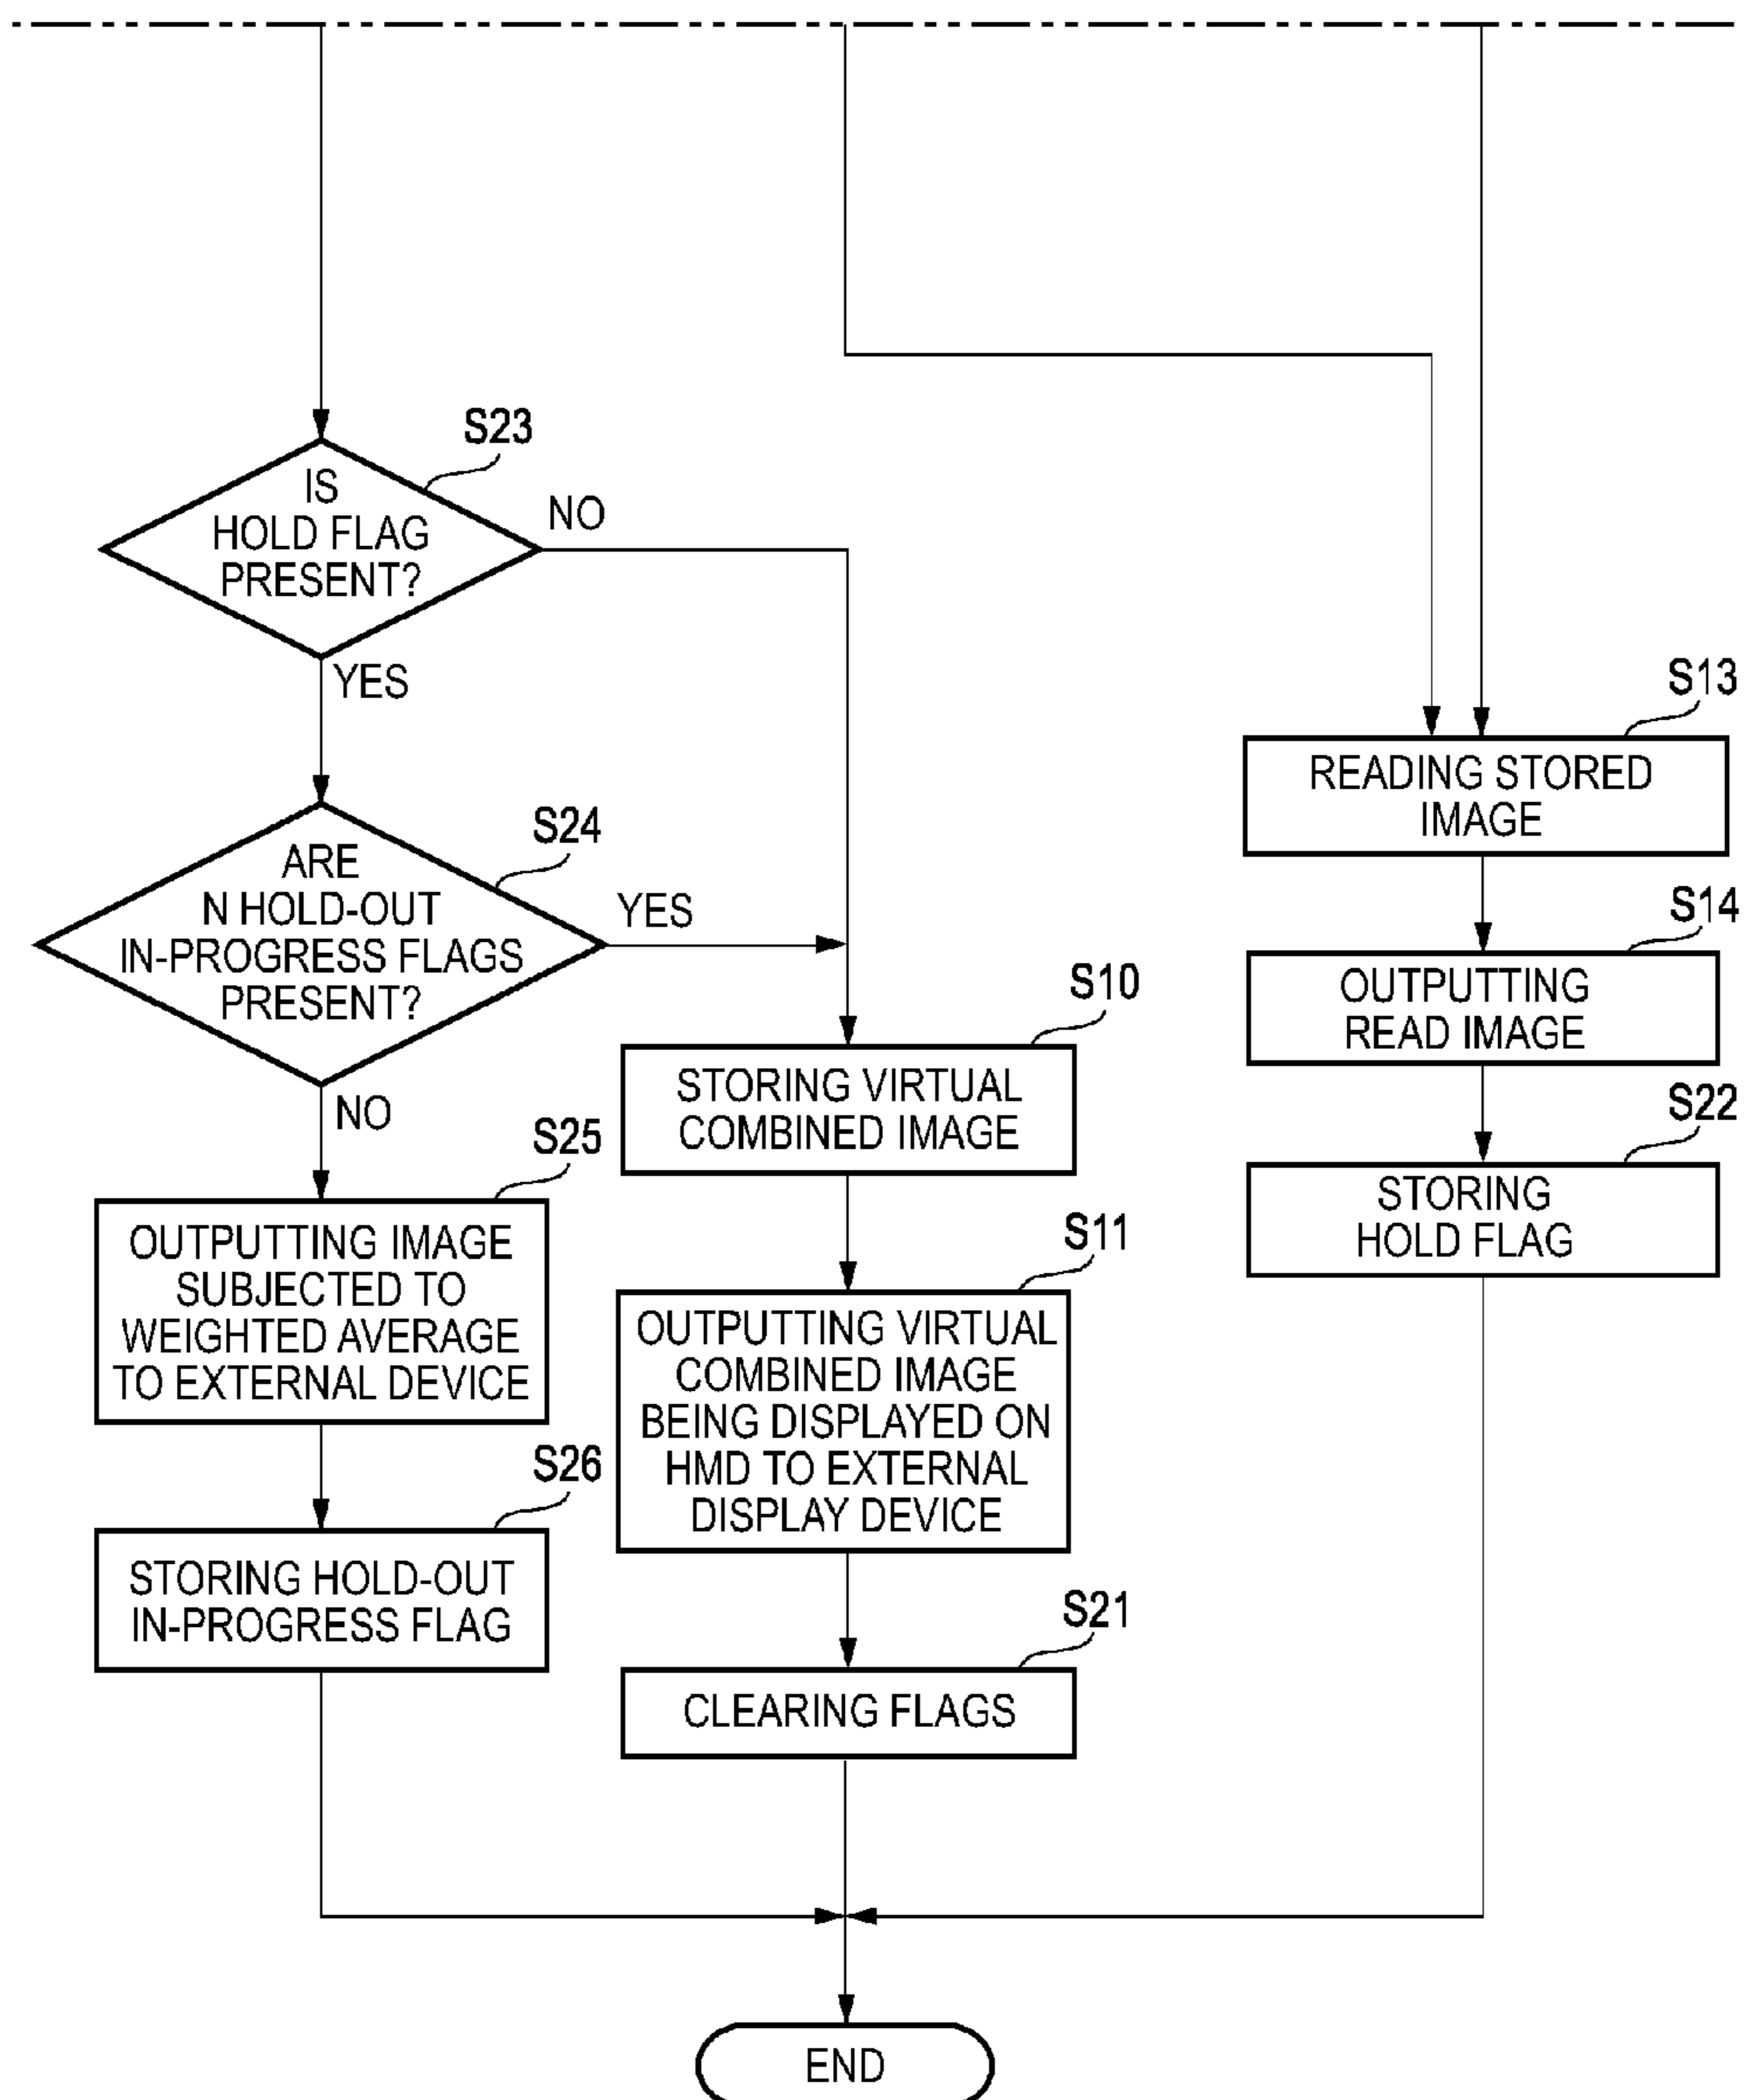 S23
IS
HOLD FLAG
PRESENT?
NO
YES
S24
ARE
N HOLD-OUT
IN-PROGRESS FLAGS
PRESENT?
YES
NO
S25
OUTPUTTING IMAGE
SUBJECTED TO
WEIGHTED AVERAGE
TO EXTERNAL DEVICE
S26
STORING HOLD-OUT
IN-PROGRESS FLAG
S10
STORING VIRTUAL
COMBINED IMAGE
S11
OUTPUTTING VIRTUAL
COMBINED IMAGE
BEING DISPLAYED ON
HMD TO EXTERNAL
DISPLAY DEVICE
S21
CLEARING FLAGS
S13
READING STORED
IMAGE
S14
OUTPUTTING
READ IMAGE
S22
STORING
HOLD FLAG
END